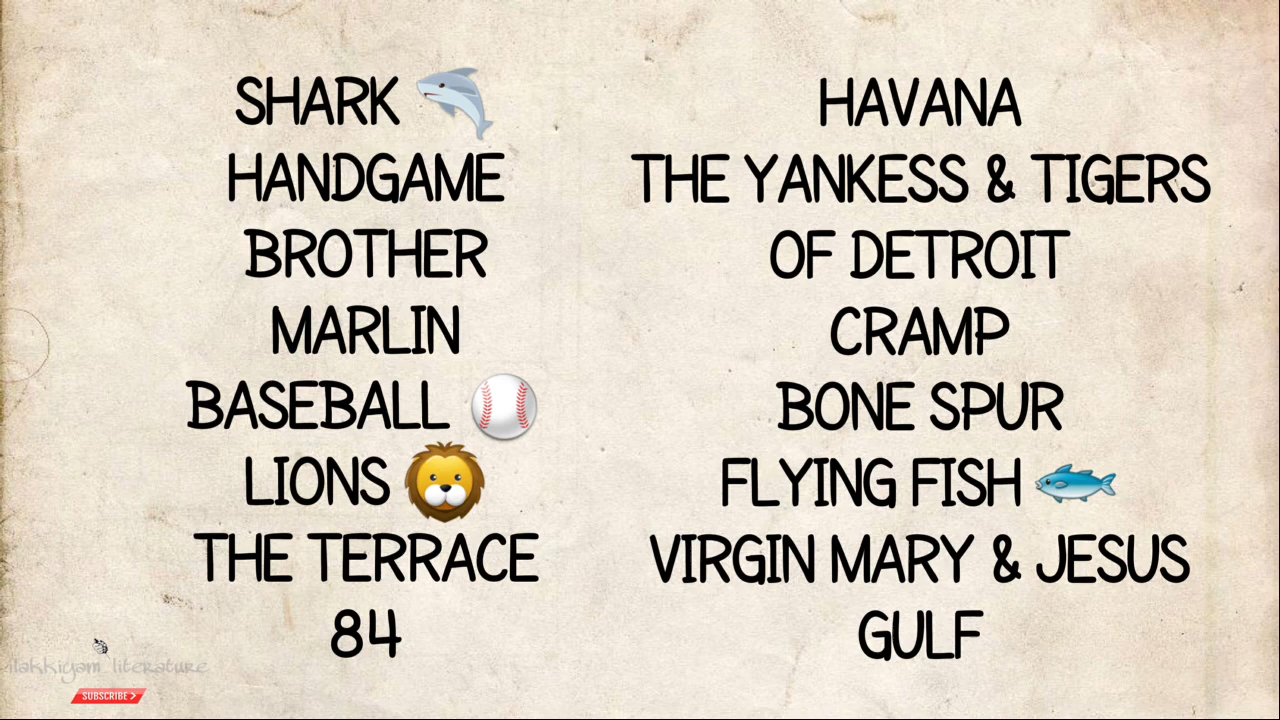 SHARK
HANDGAME
BROTHER
MARLIN
BASEBALL
LIONS
THE TERRACE
84
HAVANA
THE YANKESS & TIGERS
OF DETROIT
CRAMP
BONE SPUR
FLYING FISH
VIRGIN MARY & JESUS
GULF
ilakkiyam literature
SUBSCRIBE >